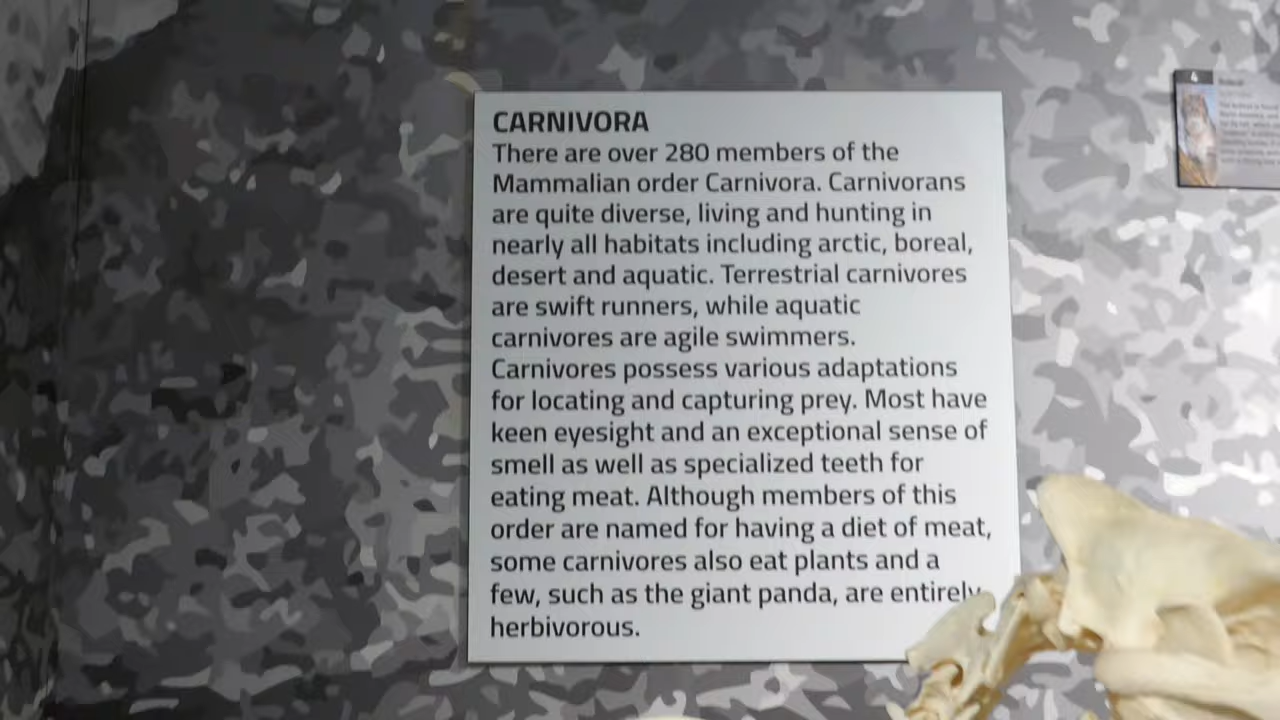 CARNIVORA
There are over 280 members of the
Mammalian order Carnivora. Carnivorans
are quite diverse, living and hunting in
nearly all habitats including arctic, boreal,
desert and aquatic. Terrestrial carnivores
are swift runners, while aquatic
carnivores are agile swimmers.
Carnivores possess various adaptations
for locating and capturing prey. Most have
keen eyesight and an exceptional sense of
smell as well as specialized teeth for
eating meat. Although members of this
order are named for having a diet of meat,
some carnivores also eat plants and a
few, such as the giant panda, are entirely
herbivorous.
4